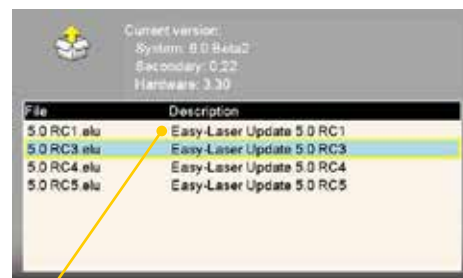 Current version:
System: 6.0 Beta2
Secondary: 0.22
Hardware: 3.30
File Description
5.0 RC1.elu Easy-Laser Update 5.0 RC1
5.0 RC3.elu Easy-Laser Update 5.0 RC3
5.0 RC4.elu Easy-Laser Update 5.0 RC4
5.0 RC5.elu Easy-Laser Update 5.0 RC5